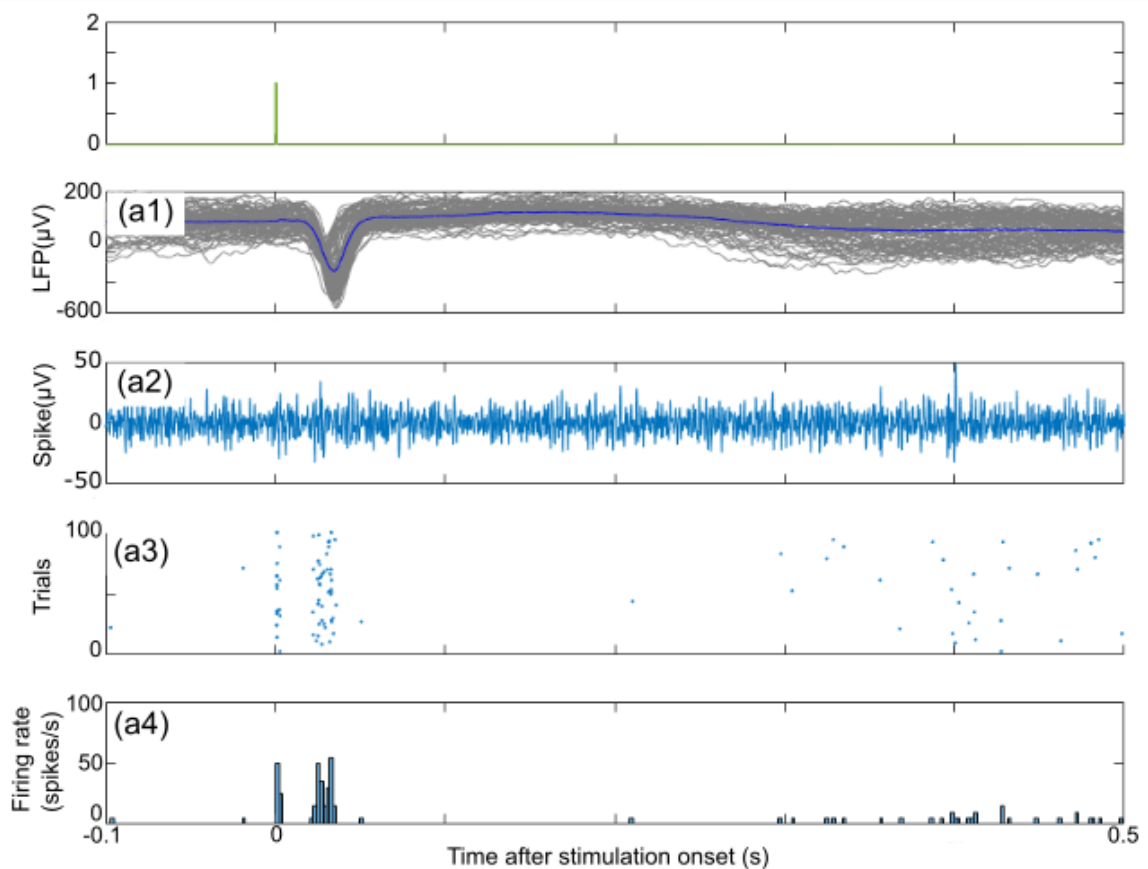 2
1
0
200
0
-600
LFP(µV)
(a1)
50
0
-50
Spike(µV)
(a2)
100
50
0
Trials
(a3)
100
50
0
Firing rate
(spikes/s)
(a4)
-0.1
0
0.5
Time after stimulation onset (s)